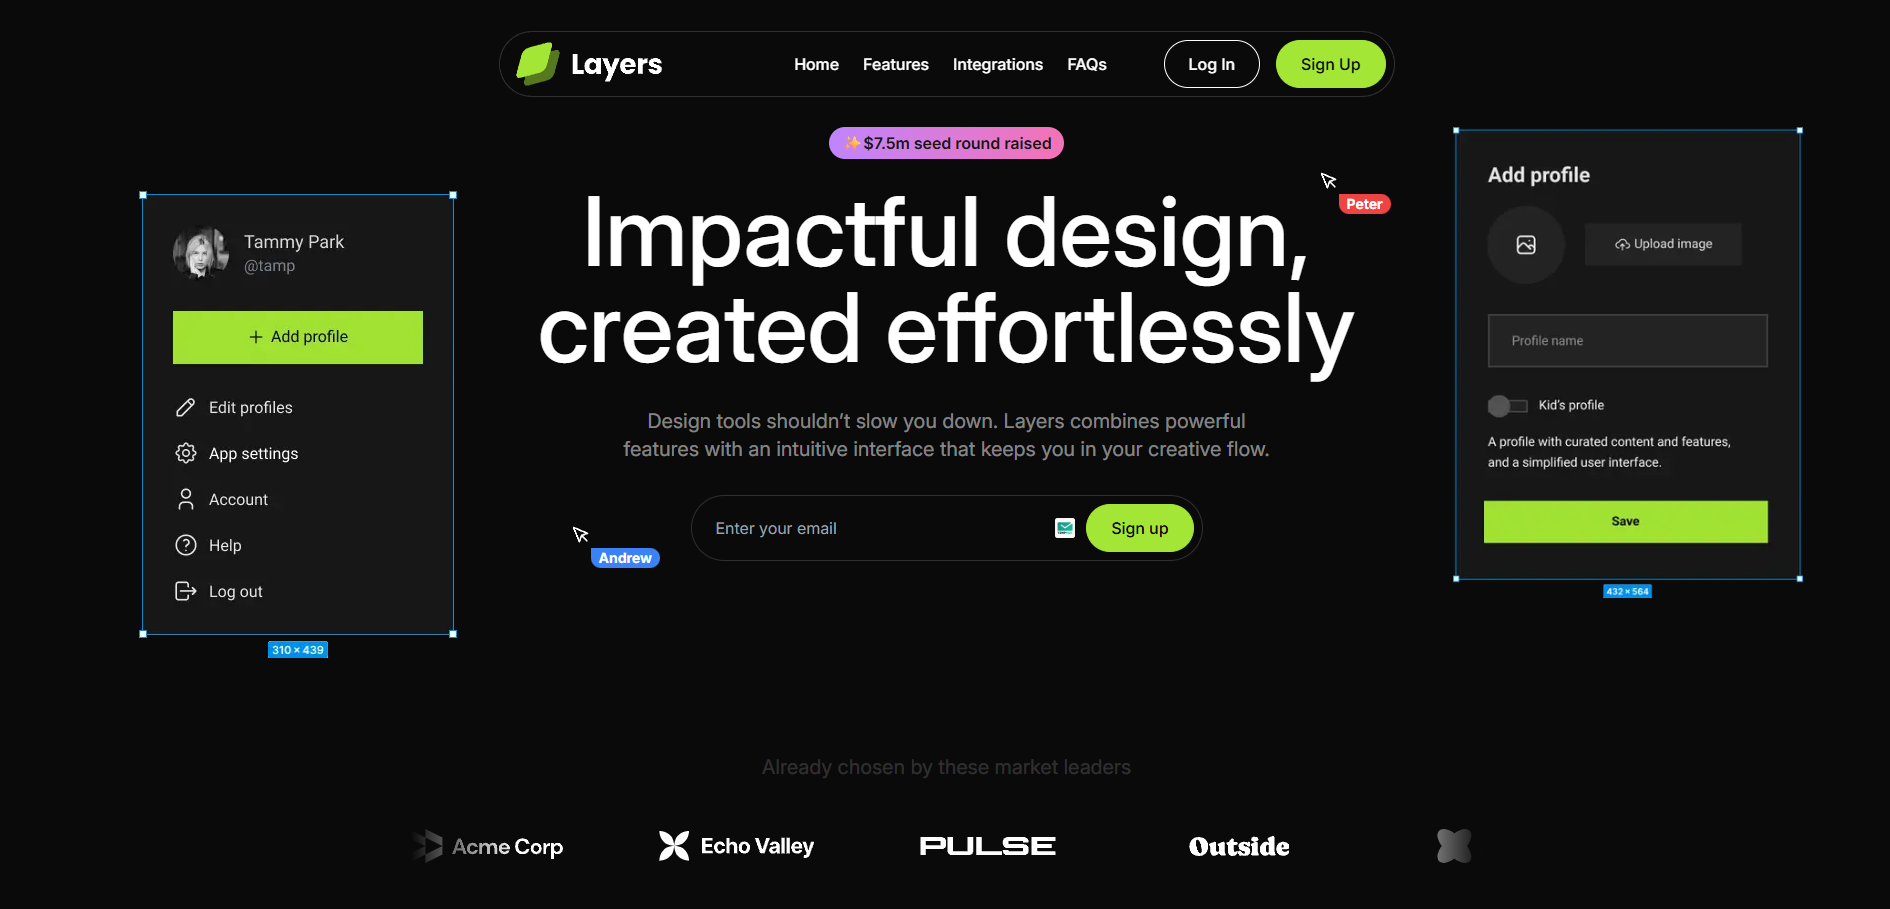 Layers
Home Features Integrations FAQs Log In Sign Up
✨ $7.5m seed round raised
Impactful design,
created effortlessly
Peter
Design tools shouldn’t slow you down. Layers combines powerful
features with an intuitive interface that keeps you in your creative flow.
Enter your email
Sign up
Andrew
Tammy Park
@tamp
+ Add profile
Edit profiles
App settings
Account
Help
Log out
310 × 439
Add profile
Upload image
Profile name
Kid’s profile
A profile with curated content and features,
and a simplified user interface.
Save
432 × 564
Already chosen by these market leaders
Acme Corp
Echo Valley
PULSE
Outside